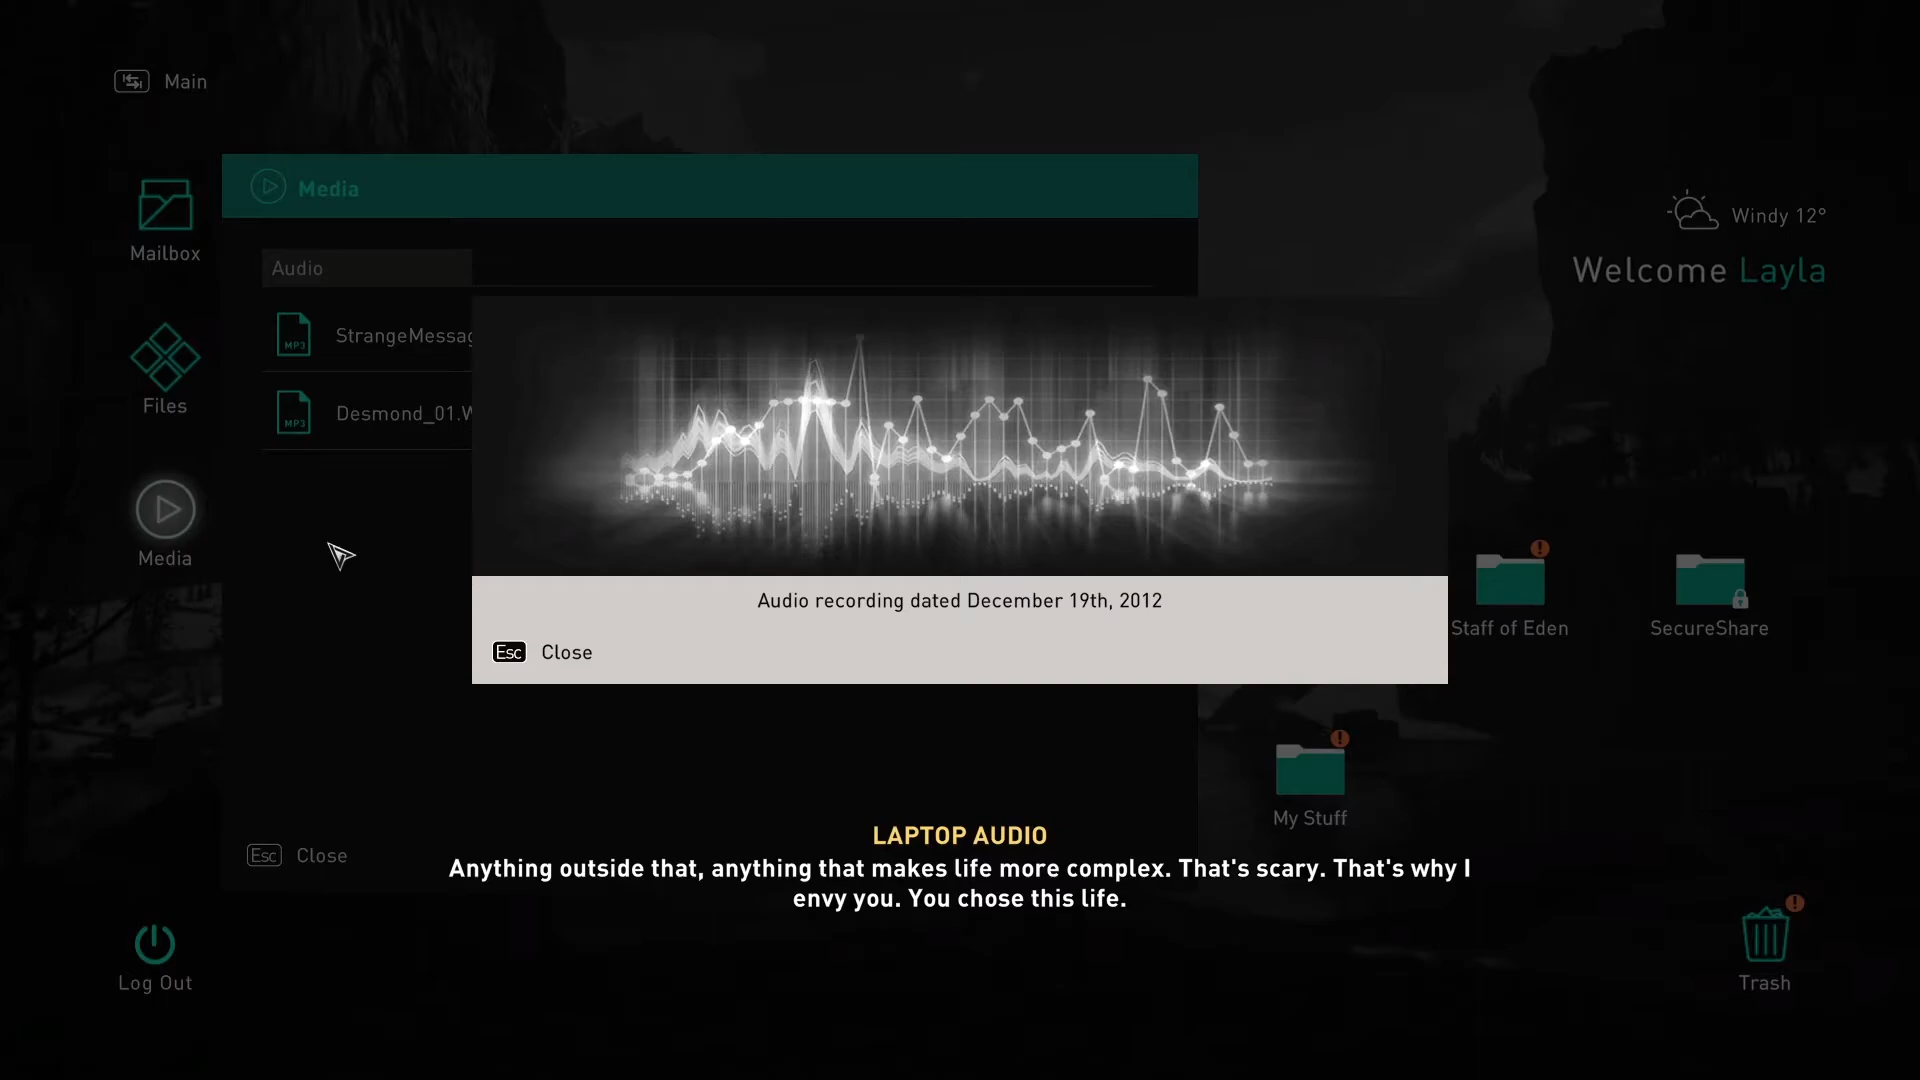 Main
Media
Mailbox
Windy 12°
Audio
Welcome Layla
MP3
StrangeMessag
Files
MP3
Desmond_01.W
Media
Audio recording dated December 19th, 2012
Staff of Eden
SecureShare
Esc Close
My Stuff
LAPTOP AUDIO
Esc Close
Anything outside that, anything that makes life more complex. That's scary. That's why I
envy you. You chose this life.
Log Out
Trash